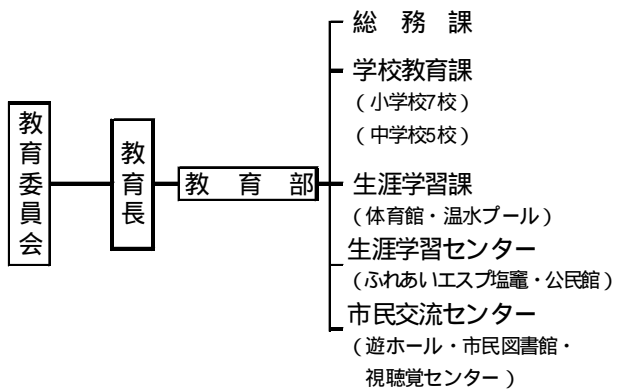 教育委員会
教育長
教育部
総務課
学校教育課
(小学校7校)
(中学校5校)
生涯学習課
(体育館・温水プール)
生涯学習センター
(ふれあいエスプ塩竈・公民館)
市民交流センター
(遊ホール・市民図書館・
視聴覚センター)